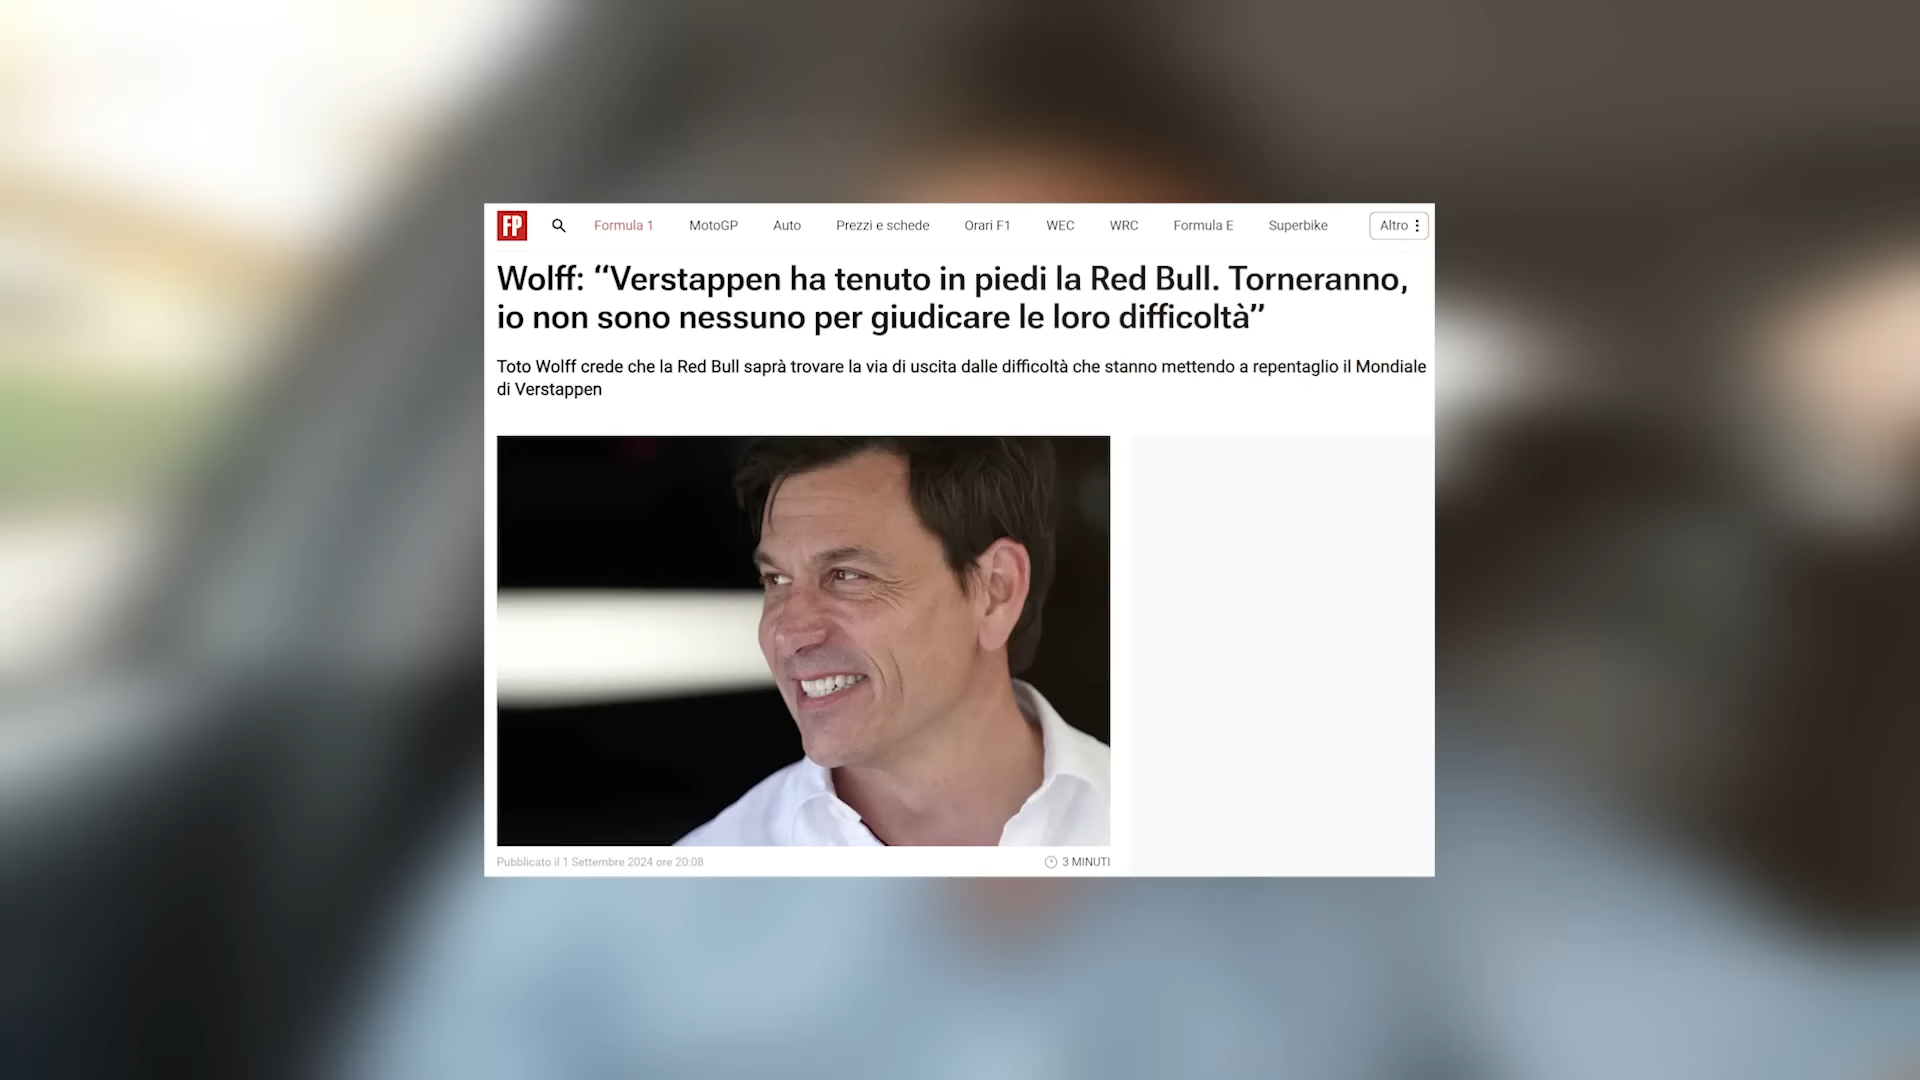 FP Formula 1 MotoGP Auto Prezzi e schede Orari F1 WEC WRC Formula E Superbike Altro
Wolff: “Verstappen ha tenuto in piedi la Red Bull. Torneranno,
io non sono nessuno per giudicare le loro difficoltà”
Toto Wolff crede che la Red Bull saprà trovare la via di uscita dalle difficoltà che stanno mettendo a repentaglio il Mondiale
di Verstappen
Pubblicato il 1 Settembre 2024 ore 20:08 3 MINUTI